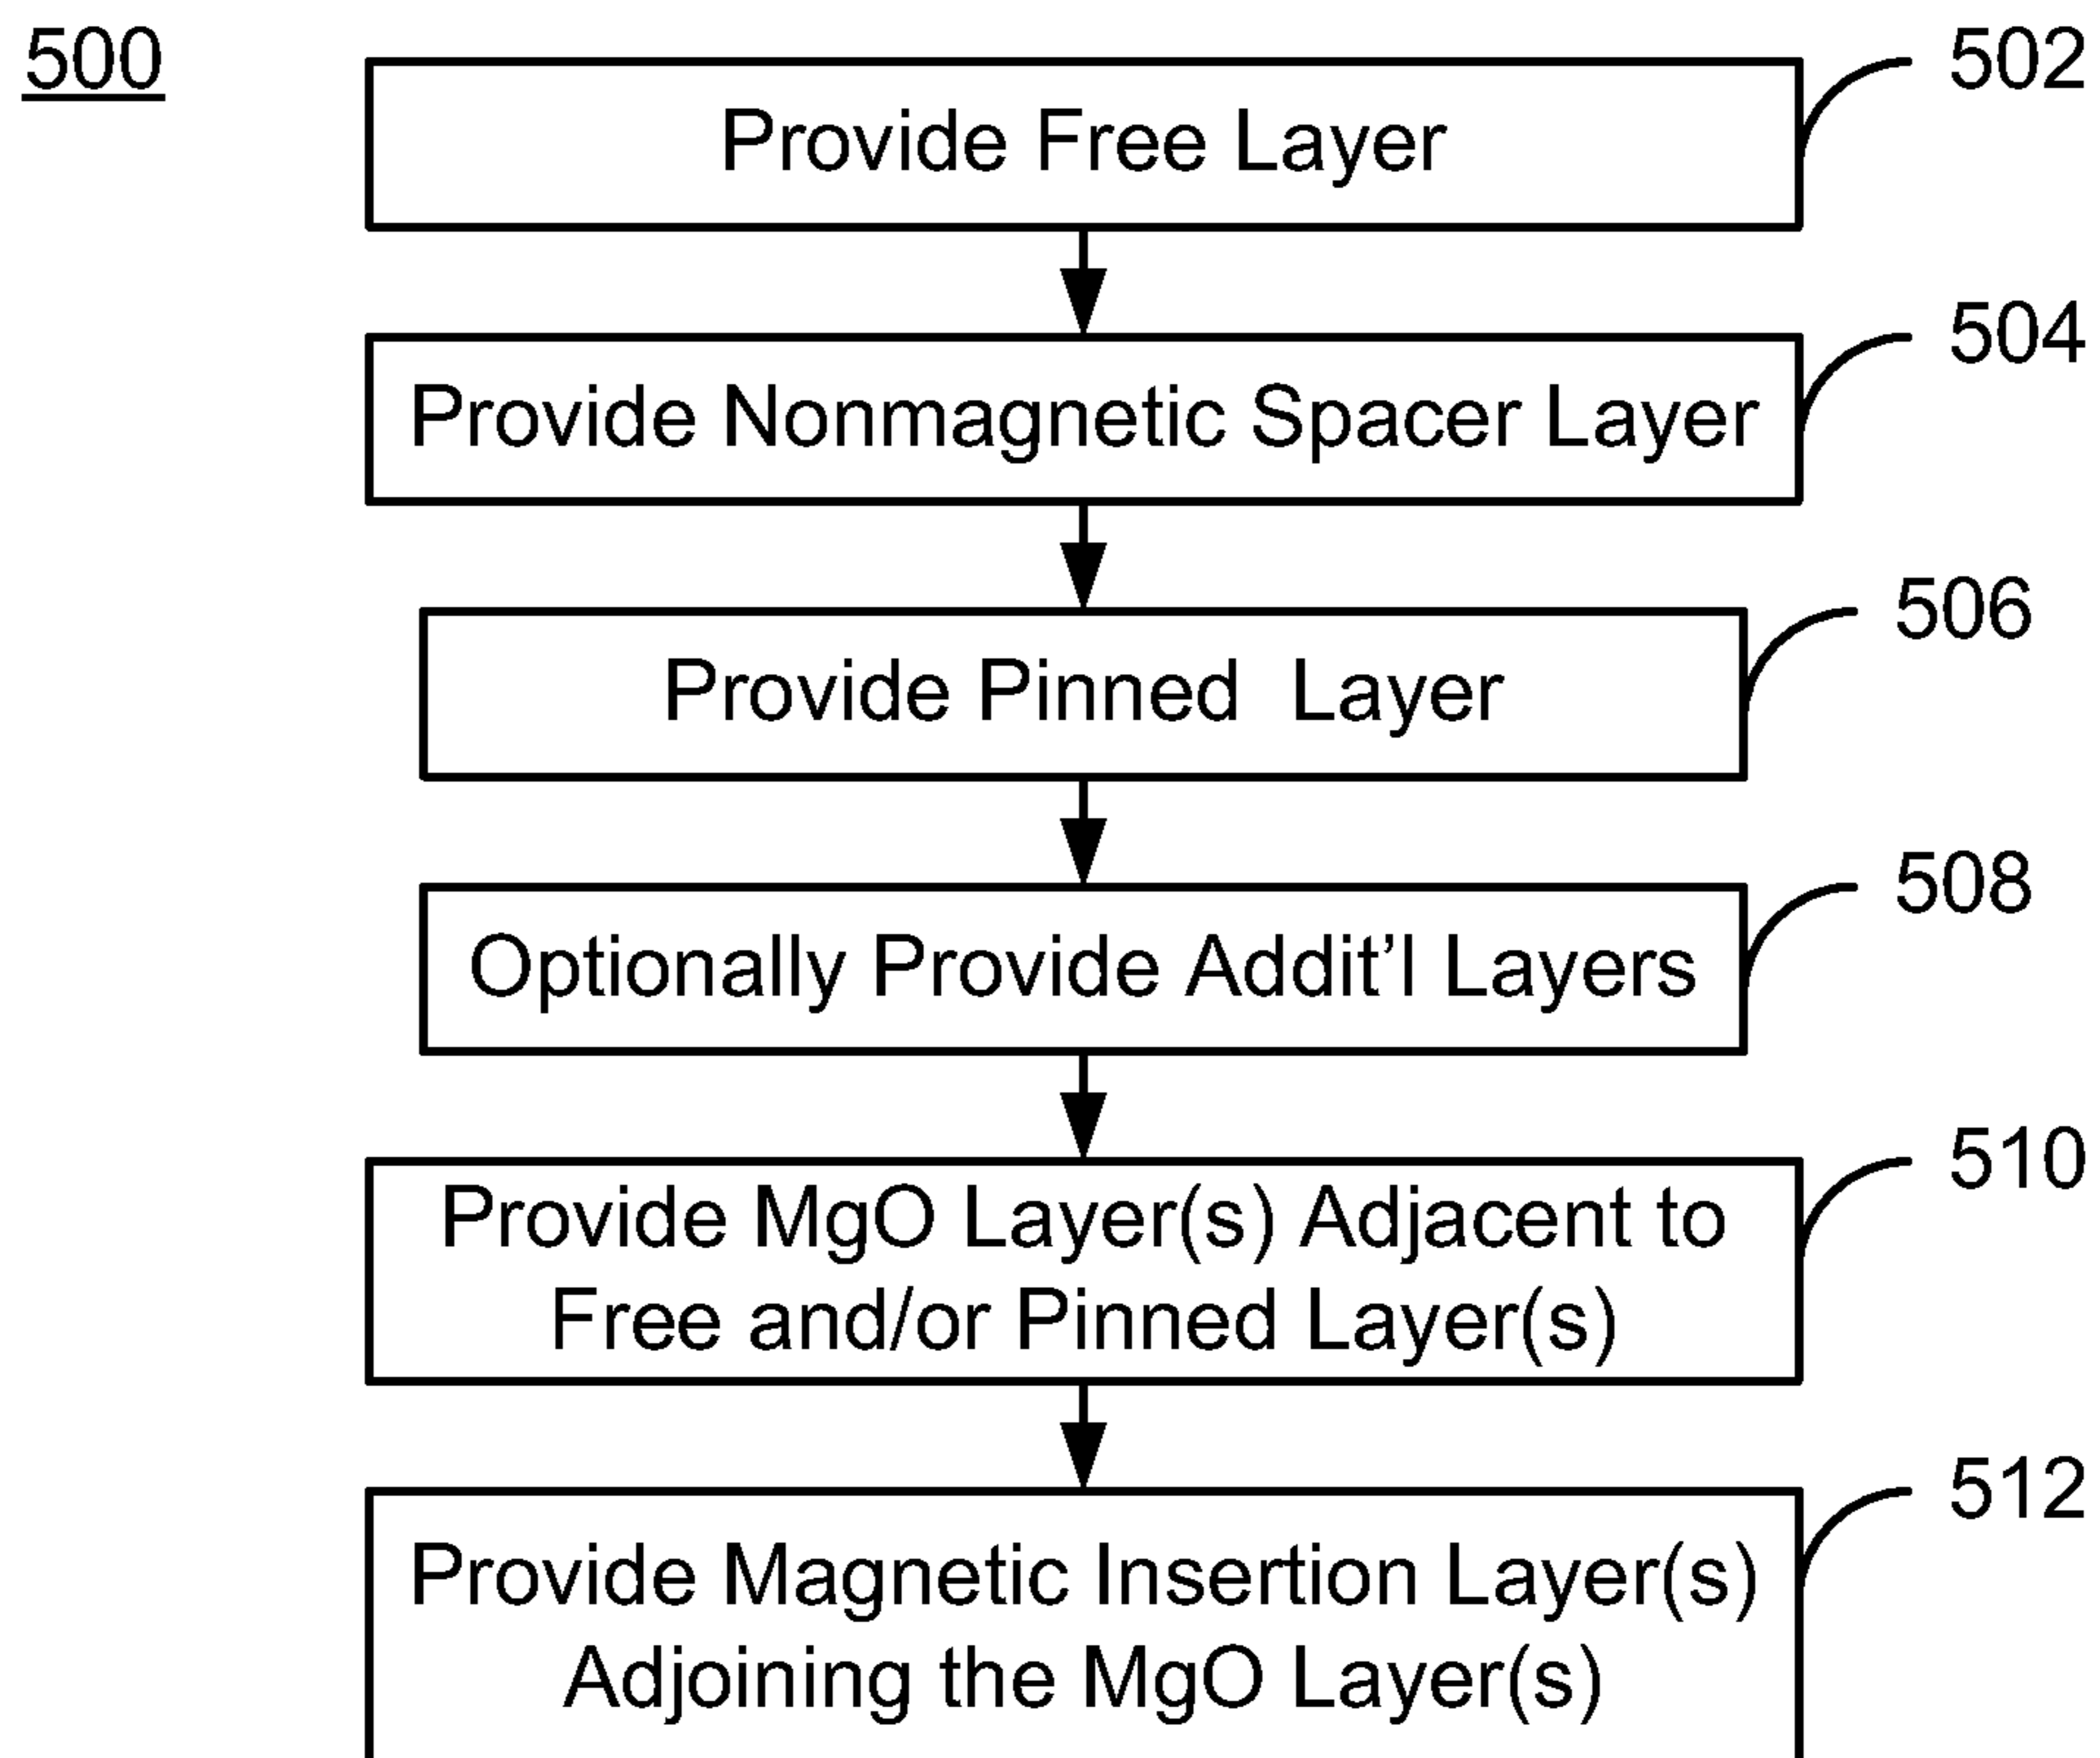 500
502
Provide Free Layer
504
Provide Nonmagnetic Spacer Layer
506
Provide Pinned Layer
508
Optionally Provide Addit'l Layers
510
Provide MgO Layer(s) Adjacent to
Free and/or Pinned Layer(s)
512
Provide Magnetic Insertion Layer(s)
Adjoining the MgO Layer(s)